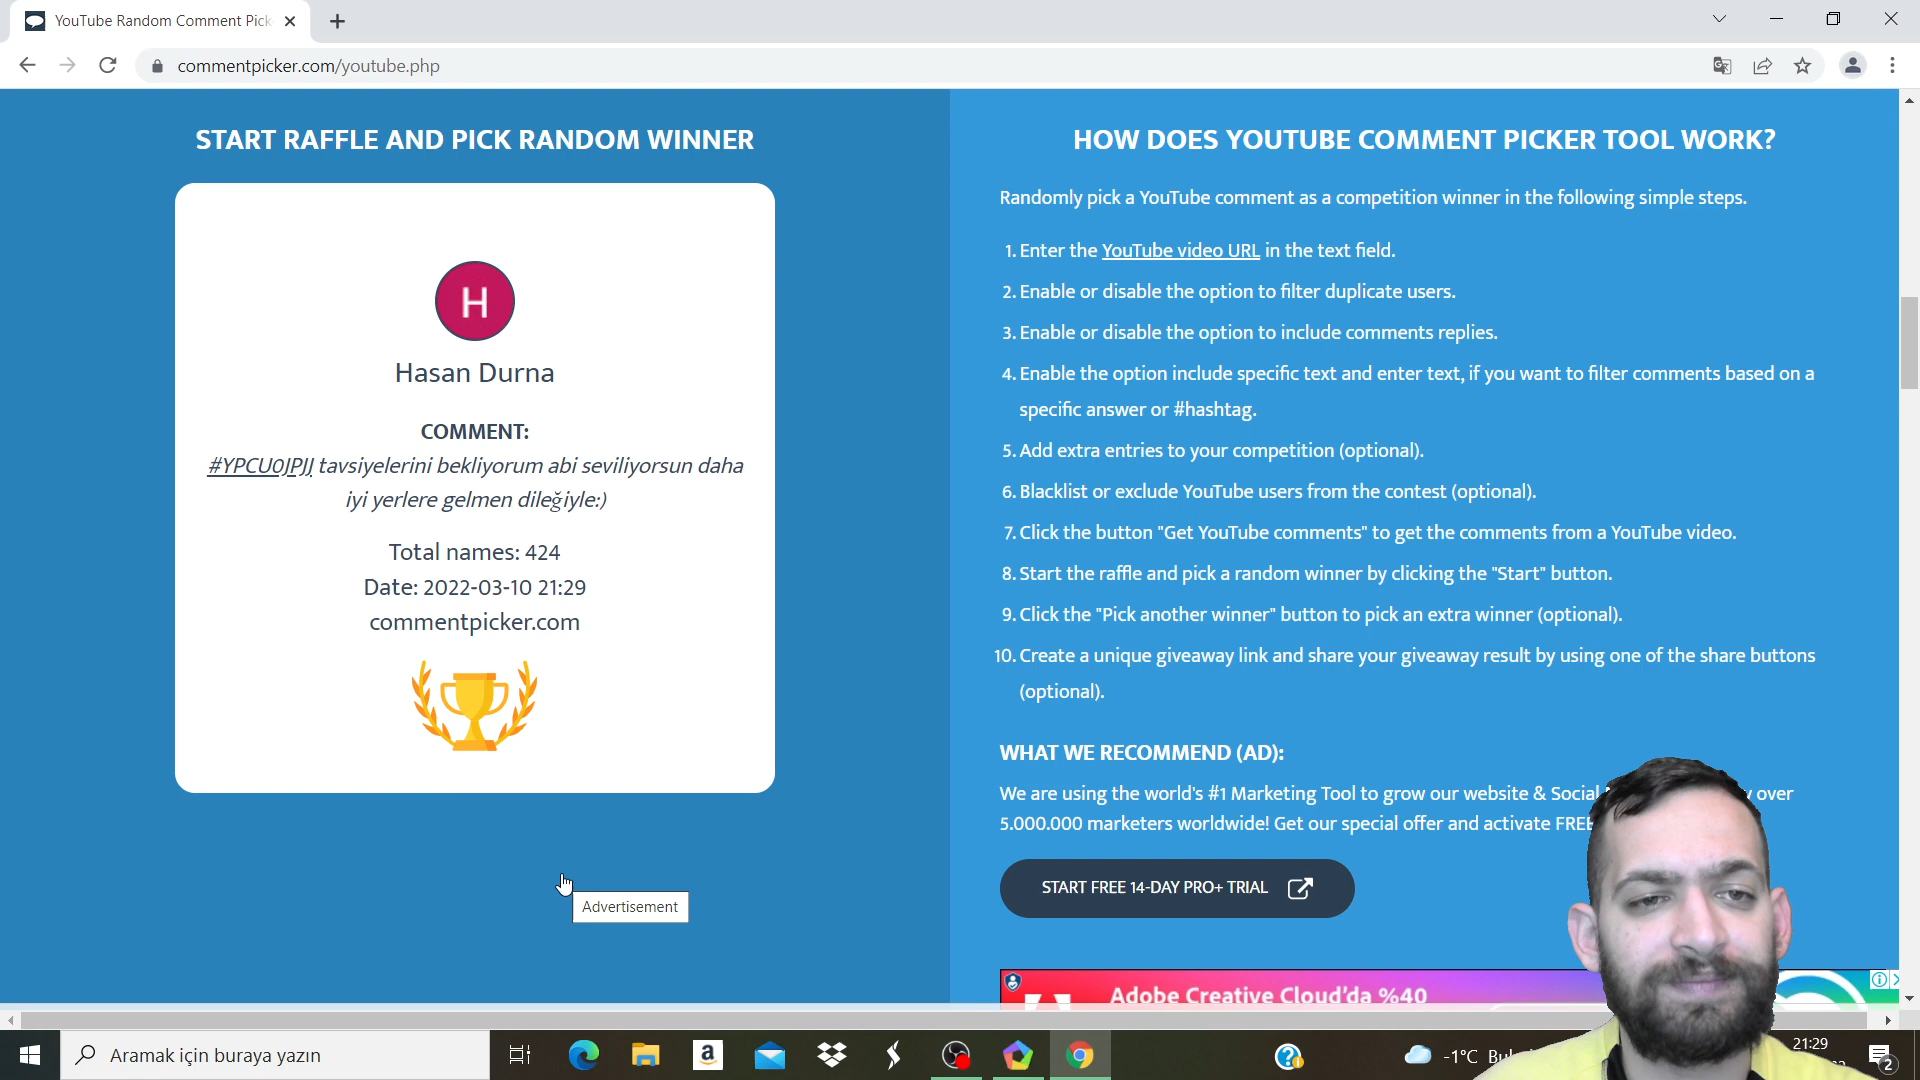 YouTube Random Comment Pick
commentpicker.com/youtube.php
START RAFFLE AND PICK RANDOM WINNER
H
Hasan Durna
COMMENT:
#YPCU0JPJJ tavsiyelerini bekliyorum abi seviliyorsun daha
iyi yerlere gelmen dileğiyle:)
Total names: 424
Date: 2022-03-10 21:29
commentpicker.com
Advertisement
HOW DOES YOUTUBE COMMENT PICKER TOOL WORK?
Randomly pick a YouTube comment as a competition winner in the following simple steps.
1. Enter the YouTube video URL in the text field.
2. Enable or disable the option to filter duplicate users.
3. Enable or disable the option to include comments replies.
4. Enable the option include specific text and enter text, if you want to filter comments based on a
specific answer or #hashtag.
5. Add extra entries to your competition (optional).
6. Blacklist or exclude YouTube users from the contest (optional).
7. Click the button "Get YouTube comments" to get the comments from a YouTube video.
8. Start the raffle and pick a random winner by clicking the "Start" button.
9. Click the "Pick another winner" button to pick an extra winner (optional).
10. Create a unique giveaway link and share your giveaway result by using one of the share buttons
(optional).
WHAT WE RECOMMEND (AD):
We are using the world's #1 Marketing Tool to grow our website & Social over
5.000.000 marketers worldwide! Get our special offer and activate FREE
START FREE 14-DAY PRO+ TRIAL
Adobe Creative Cloud'da %40
Aramak için buraya yazın
-1°C
21:29
2